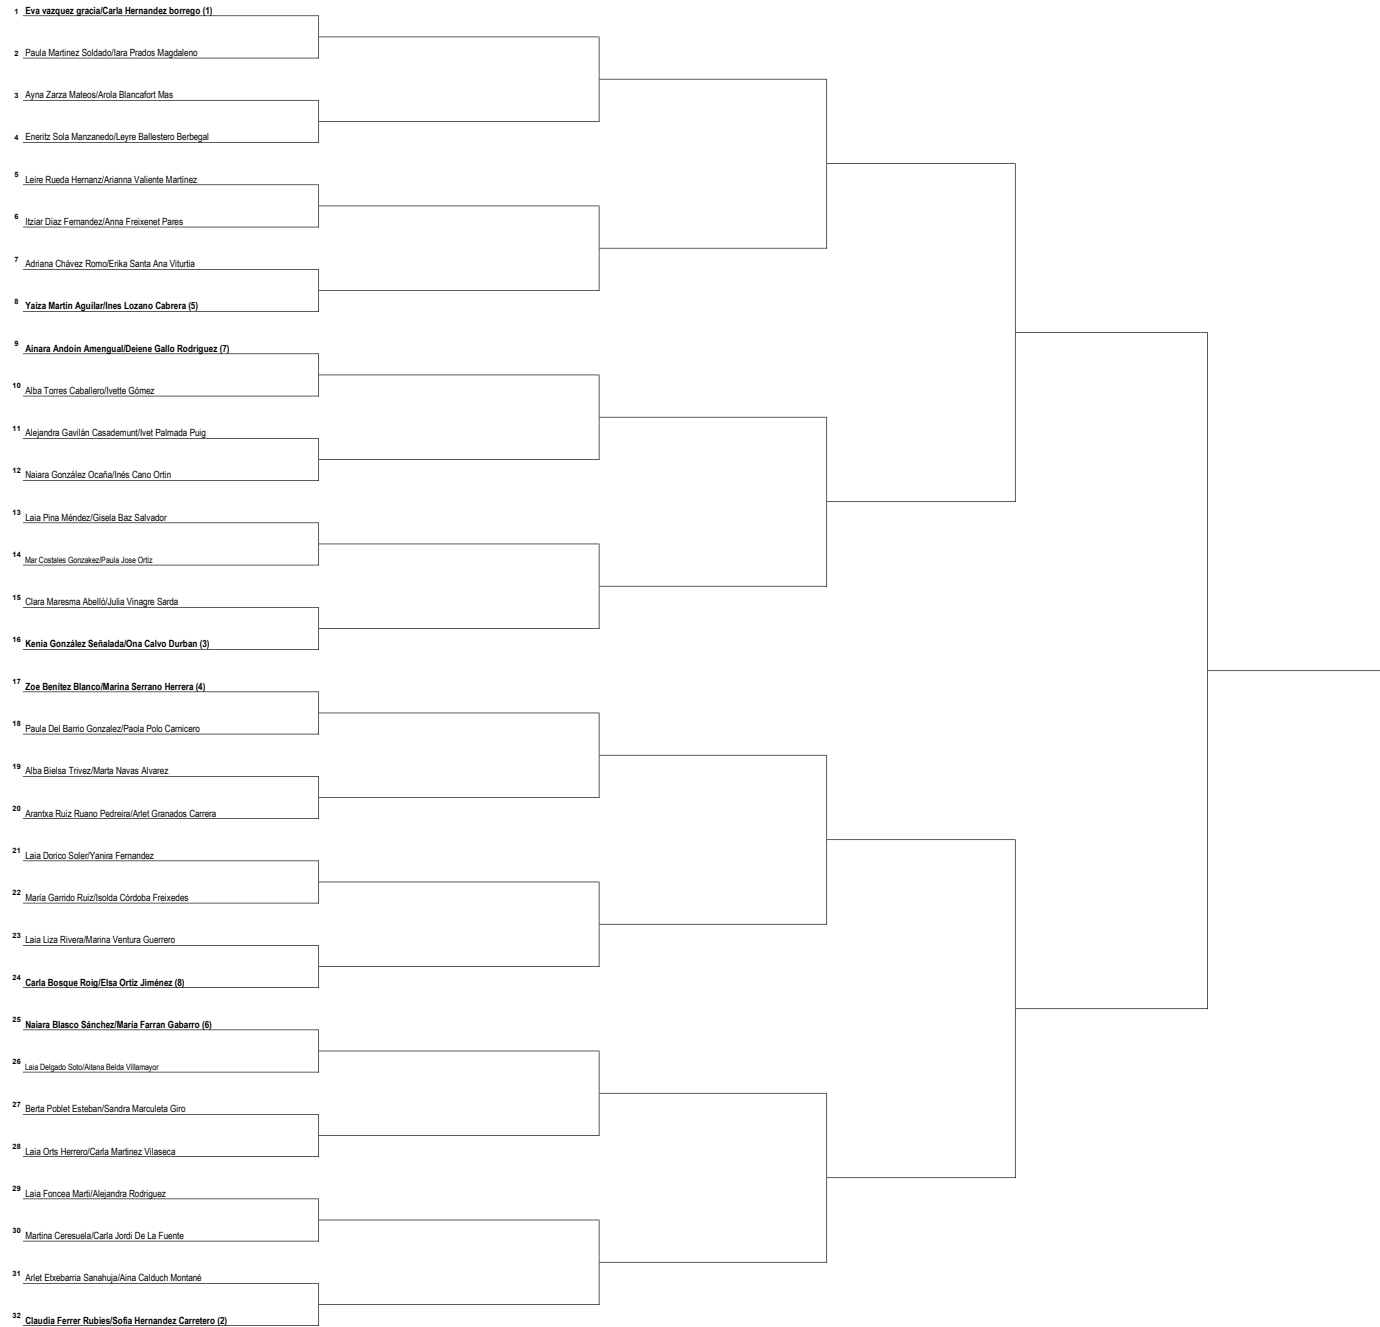 1 Eva vazquez gracia/Carla Hernandez borrego (1)
2 Paula Martinez Soldado/Iara Prados Magdaleno
3 Ayna Zarza Mateos/Arola Blancafort Mas
4 Eneritz Sola Manzanedo/Leyre Ballestero Berbegal
5 Leire Rueda Hernanz/Arianna Valiente Martínez
6 Itziar Diaz Fernandez/Anna Freixenet Pares
7 Adriana Chávez Romo/Erika Santa Ana Viturtia
8 Yaiza Martin Aguilar/Ines Lozano Cabrera (5)
9 Ainara Andoin Amengual/Deiene Gallo Rodriguez (7)
10 Alba Torres Caballero/Ivette Gómez
11 Alejandra Gavilán Casademunt/Ivet Palmada Puig
12 Naiara González Ocaña/Inés Cano Ortin
13 Laia Pina Méndez/Gisela Baz Salvador
14 Mar Costales Gonzakez/Paula Jose Ortiz
15 Clara Maresma Abelló/Julia Vinagre Sarda
16 Kenia González Señalada/Ona Calvo Durban (3)
17 Zoe Benítez Blanco/Marina Serrano Herrera (4)
18 Paula Del Barrio Gonzalez/Paola Polo Carnicero
19 Alba Bielsa Trivez/Marta Navas Alvarez
20 Arantxa Ruiz Ruano Pedreira/Arlet Granados Carrera
21 Laia Dorico Soler/Yanira Fernandez
22 María Garrido Ruiz/Isolda Córdoba Freixedes
23 Laia Liza Rivera/Marina Ventura Guerrero
24 Carla Bosque Roig/Elsa Ortiz Jiménez (8)
25 Naiara Blasco Sánchez/María Farran Gabarro (6)
26 Laia Delgado Soto/Aitana Belda Villamayor
27 Berta Poblet Esteban/Sandra Marculeta Giro
28 Laia Orts Herrero/Carla Martinez Vilaseca
29 Laia Foncea Martí/Alejandra Rodriguez
30 Martina Ceresuela/Carla Jordi De La Fuente
31 Arlet Etxebarria Sanahuja/Aina Calduch Montané
32 Claudia Ferrer Rubies/Sofia Hernandez Carretero (2)